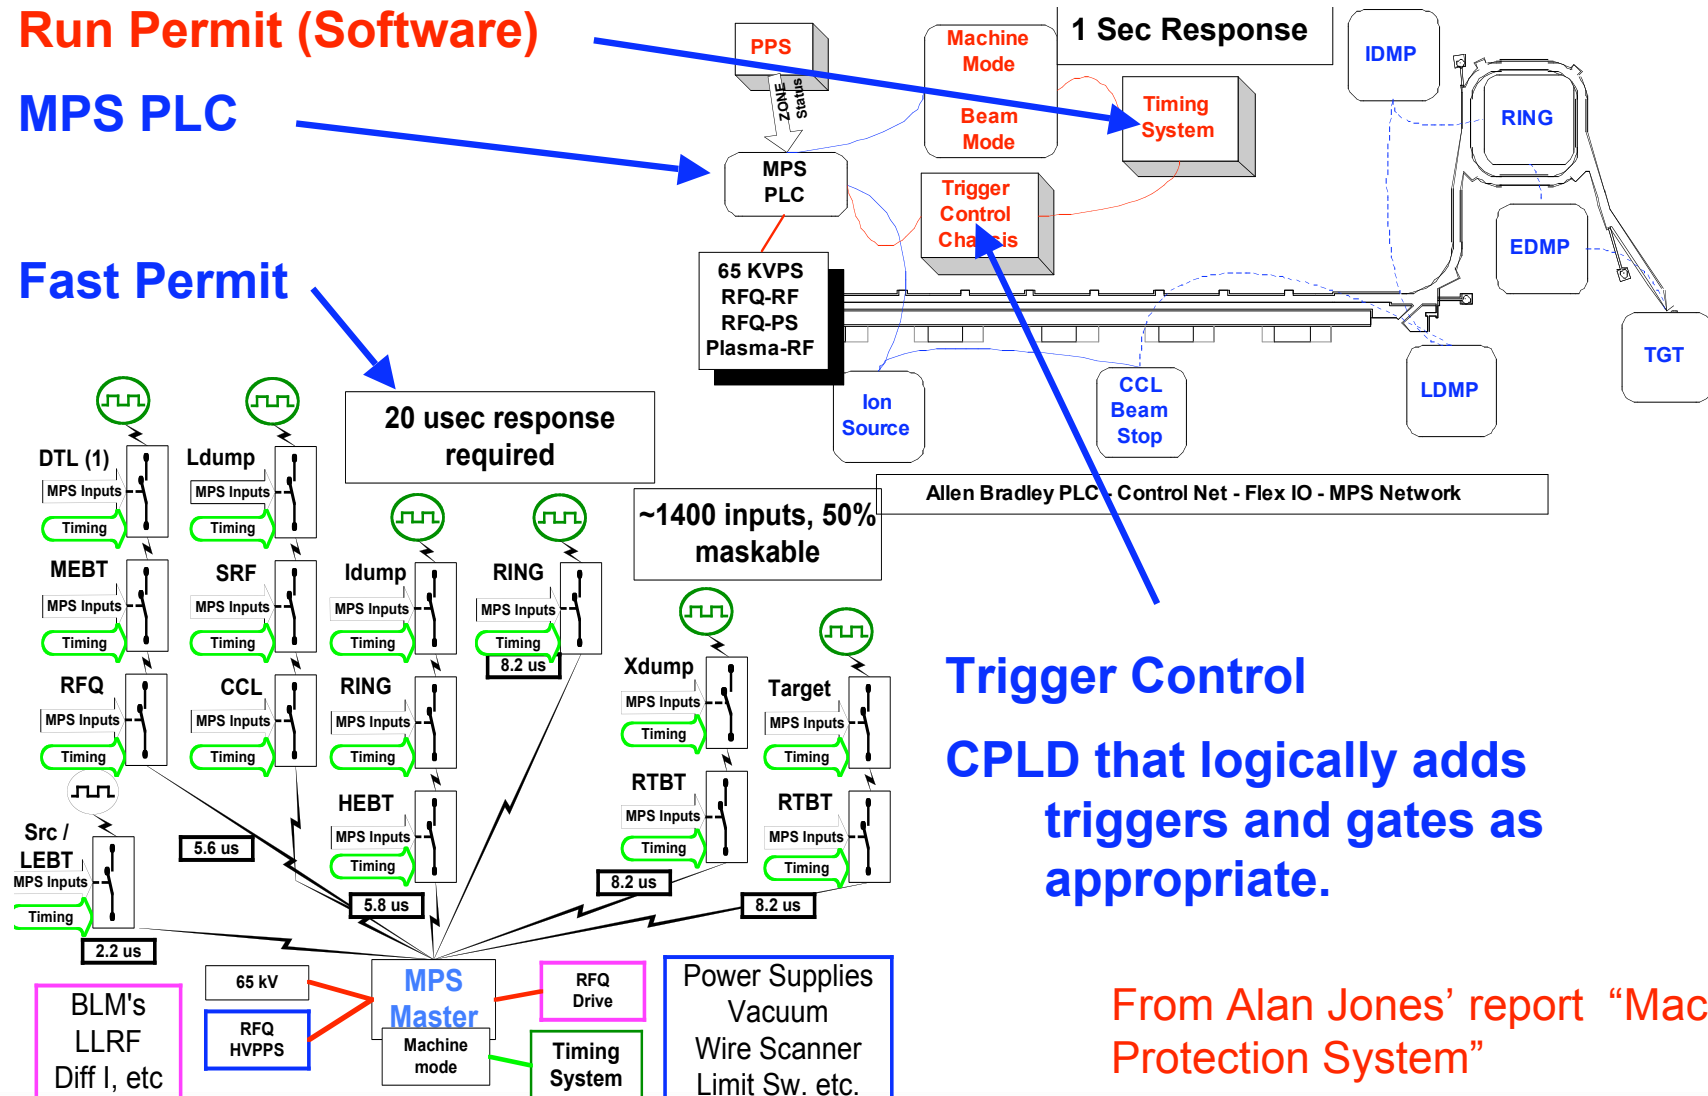 Run Permit (Software)
MPS PLC
Fast Permit
PPS
ZONE
Status
MPS
PLC
Machine
Mode
Beam
Mode
1 Sec Response
Timing
System
Trigger
Control
Chassis
65 KVPS
RFQ-RF
RFQ-PS
Plasma-RF
IDMP
RING
EDMP
TGT
LDMP
CCL
Beam
Stop
Ion
Source
Allen Bradley PLC - Control Net - Flex IO - MPS Network
20 usec response
required
~1400 inputs, 50%
maskable
DTL (1)
MPS Inputs
Timing
MEBT
MPS Inputs
Timing
RFQ
MPS Inputs
Timing
Src /
LEBT
MPS Inputs
Timing
2.2 us
Ldump
MPS Inputs
Timing
SRF
MPS Inputs
Timing
CCL
MPS Inputs
Timing
5.6 us
Idump
MPS Inputs
Timing
RING
MPS Inputs
Timing
HEBT
MPS Inputs
Timing
5.8 us
RING
MPS Inputs
Timing
8.2 us
Xdump
MPS Inputs
Timing
RTBT
MPS Inputs
Timing
8.2 us
Target
MPS Inputs
Timing
RTBT
MPS Inputs
Timing
8.2 us
Trigger Control
CPLD that logically adds
triggers and gates as
appropriate.
BLM's
LLRF
Diff I, etc
65 kV
RFQ
HVPPS
MPS
Master
Machine
mode
RFQ
Drive
Timing
System
Power Supplies
Vacuum
Wire Scanner
Limit Sw. etc.
From Alan Jones’ report “Mac
Protection System”